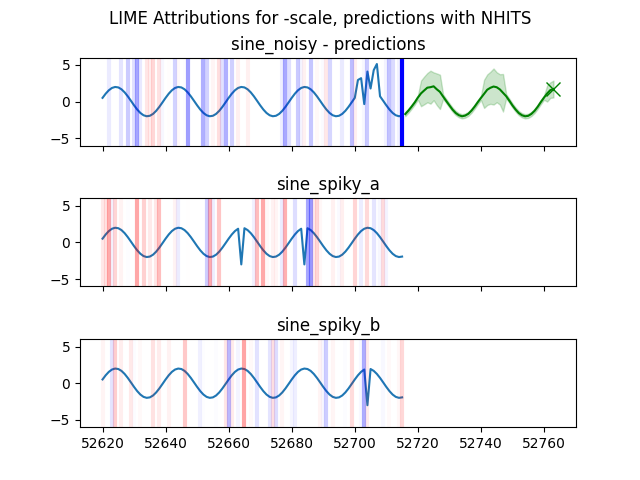 LIME Attributions for -scale, predictions with NHITS
sine_noisy - predictions
5
0
−5
sine_spiky_a
5
0
−5
sine_spiky_b
5
0
−5
52620 52640 52660 52680 52700 52720 52740 52760